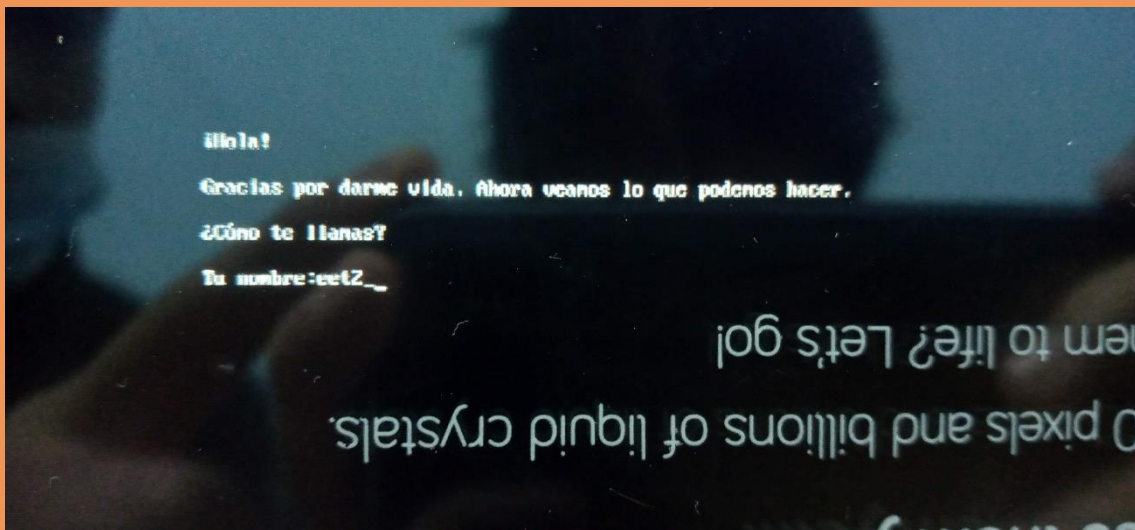 ¡Hola!
Gracias por darme vida. Ahora veamos lo que podemos hacer.
¿Cómo te llamas?
Tu nombre:eet2__
to life? Let's go!
pixels and billions of liquid crystals.